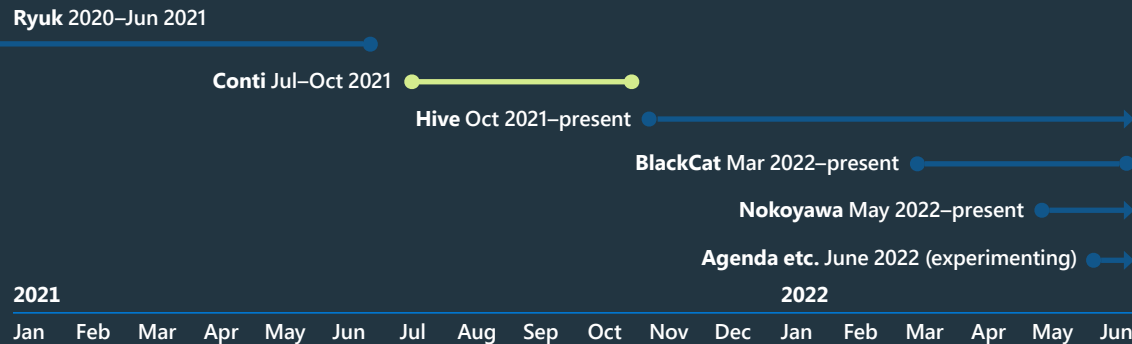 Ryuk 2020–Jun 2021
Conti Jul–Oct 2021
Hive Oct 2021–present
BlackCat Mar 2022–present
Nokoyawa May 2022–present
Agenda etc. June 2022 (experimenting)
2021 2022
Jan Feb Mar Apr May Jun Jul Aug Sep Oct Nov Dec Jan Feb Mar Apr May Jun